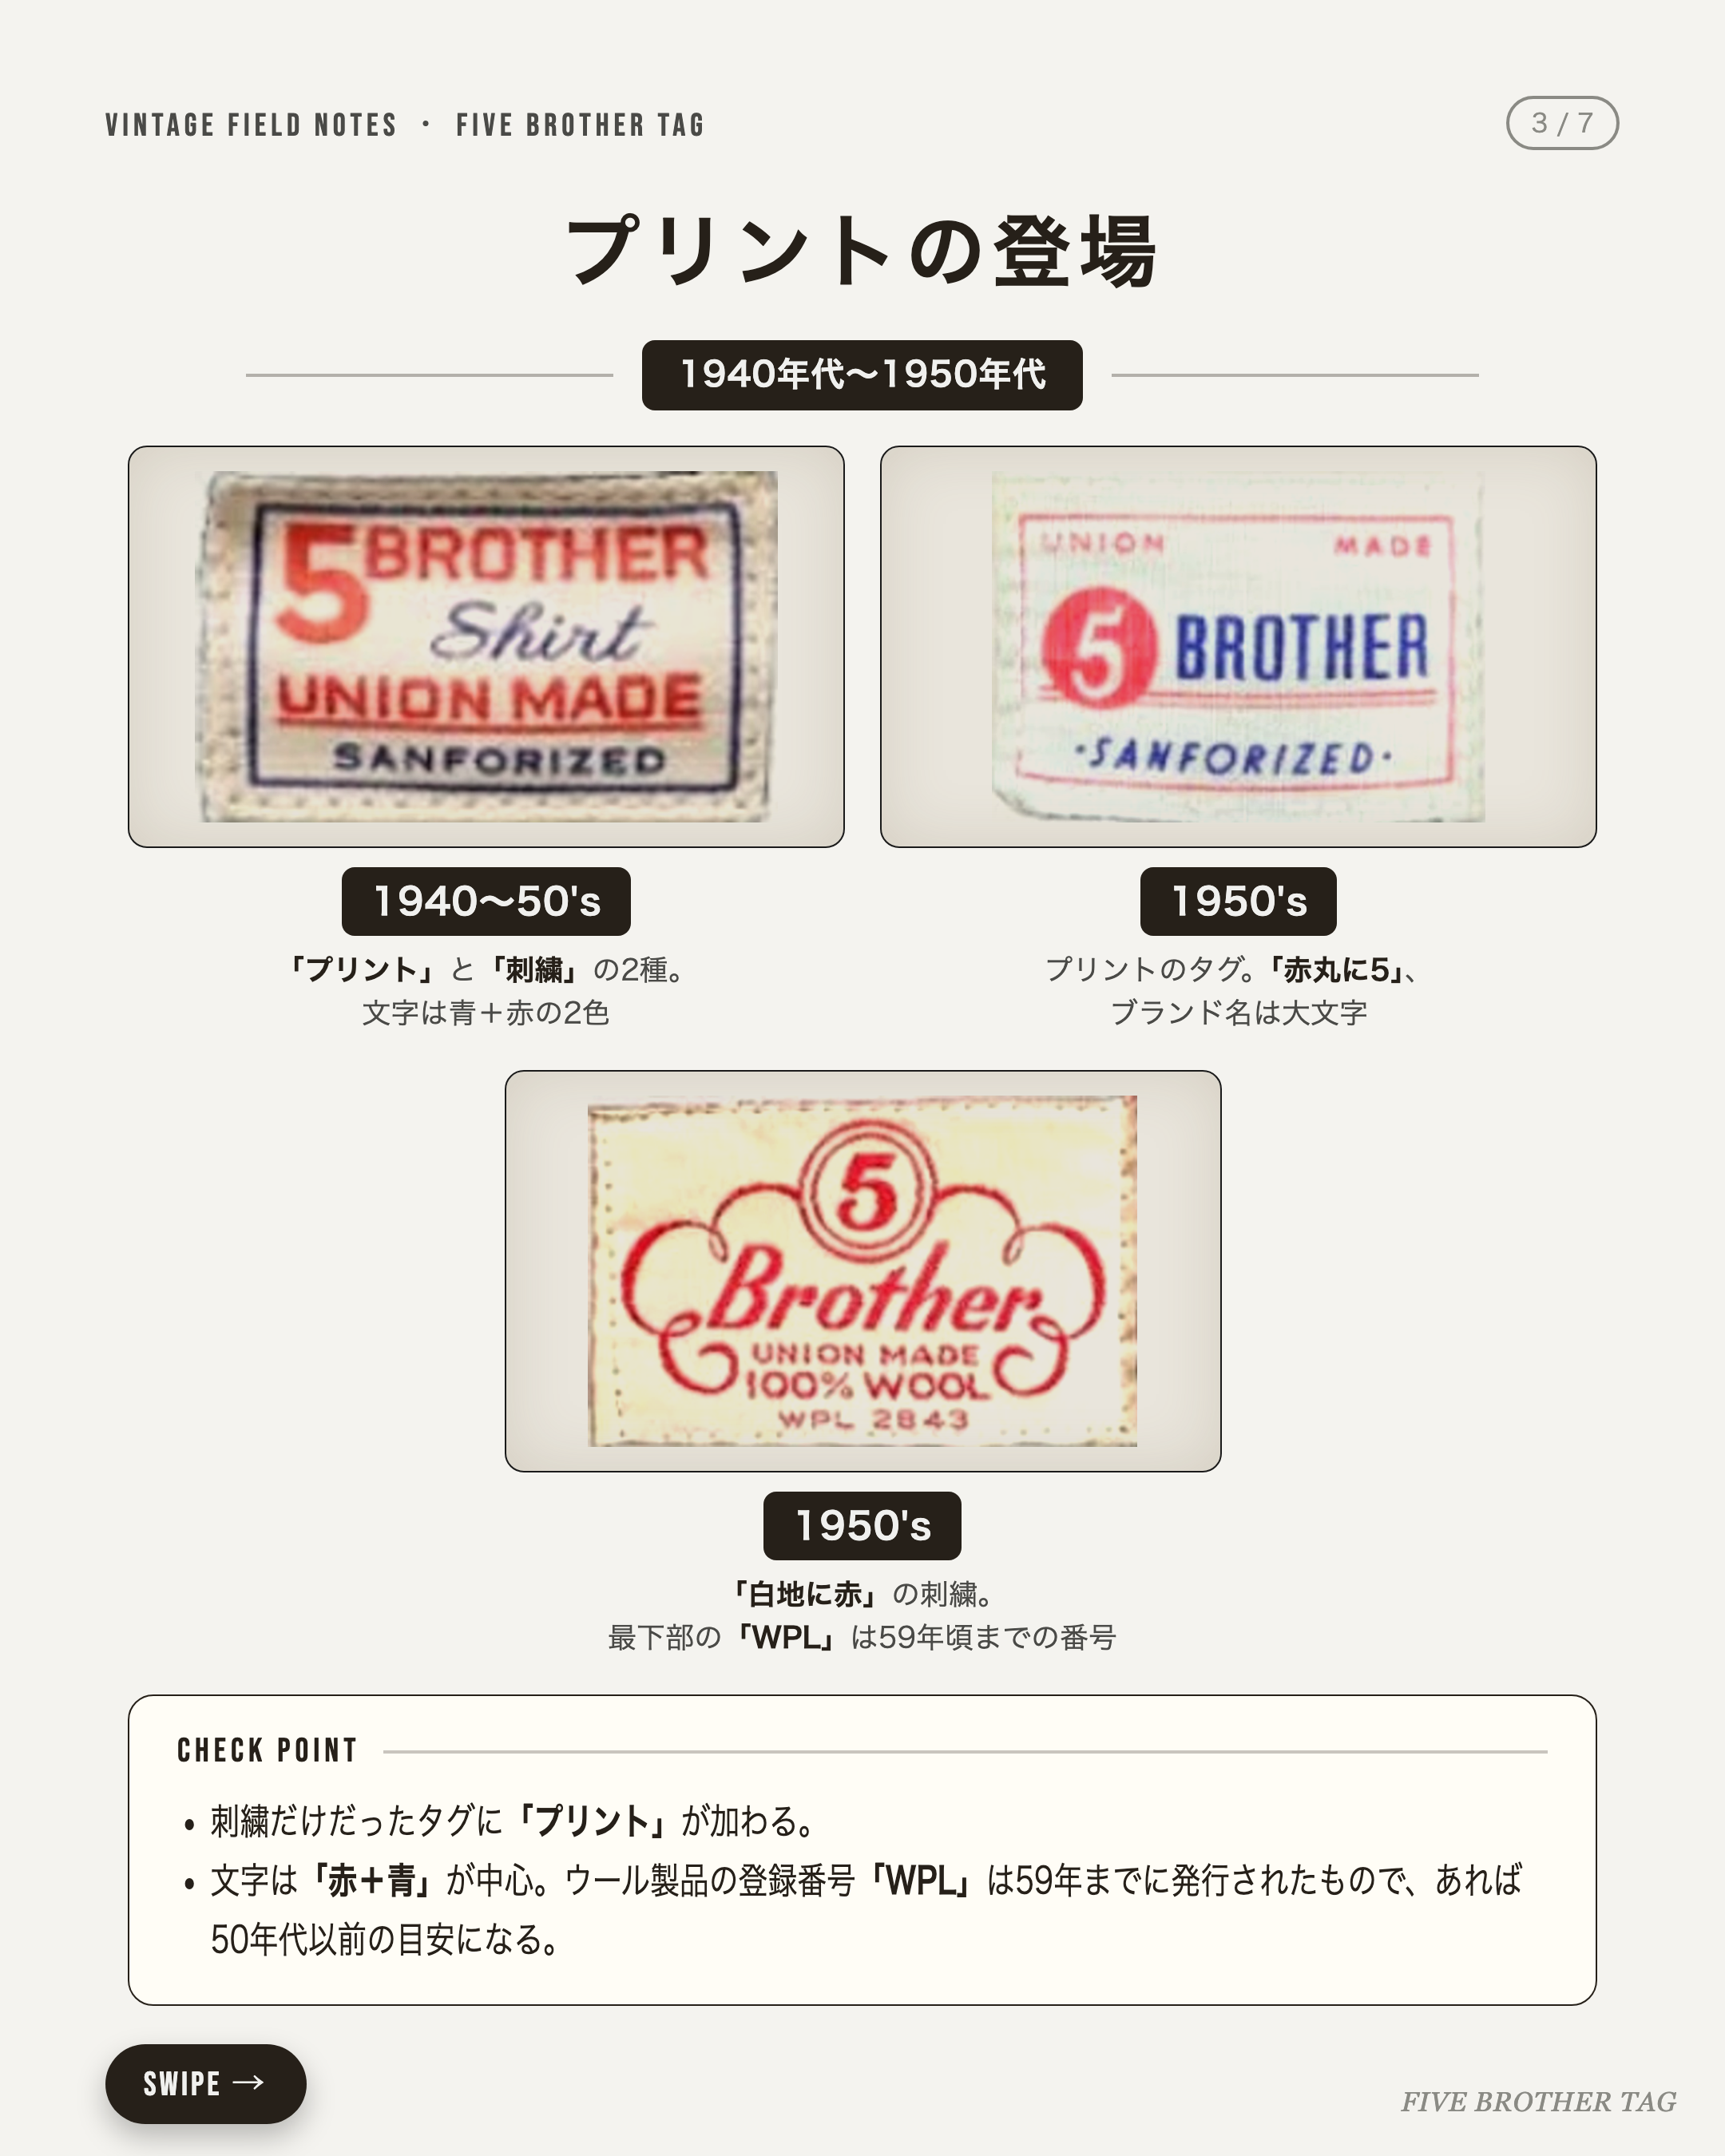 VINTAGE FIELD NOTES · FIVE BROTHER TAG
3 / 7
プリントの登場
1940年代〜1950年代
5 BROTHER
Shirt
UNION MADE
SANFORIZED
UNION MADE
5 BROTHER
·SANFORIZED·
1940〜50's
「プリント」と「刺繍」の2種。
文字は青＋赤の2色
1950's
プリントのタグ。「赤丸に5」、
ブランド名は大文字
5
Brother
UNION MADE
100% WOOL
WPL 2843
1950's
「白地に赤」の刺繍。
最下部の「WPL」は59年頃までの番号
CHECK POINT
• 刺繍だけだったタグに「プリント」が加わる。
• 文字は「赤＋青」が中心。ウール製品の登録番号「WPL」は59年までに発行されたもので、あれば
50年代以前の目安になる。
SWIPE →
FIVE BROTHER TAG